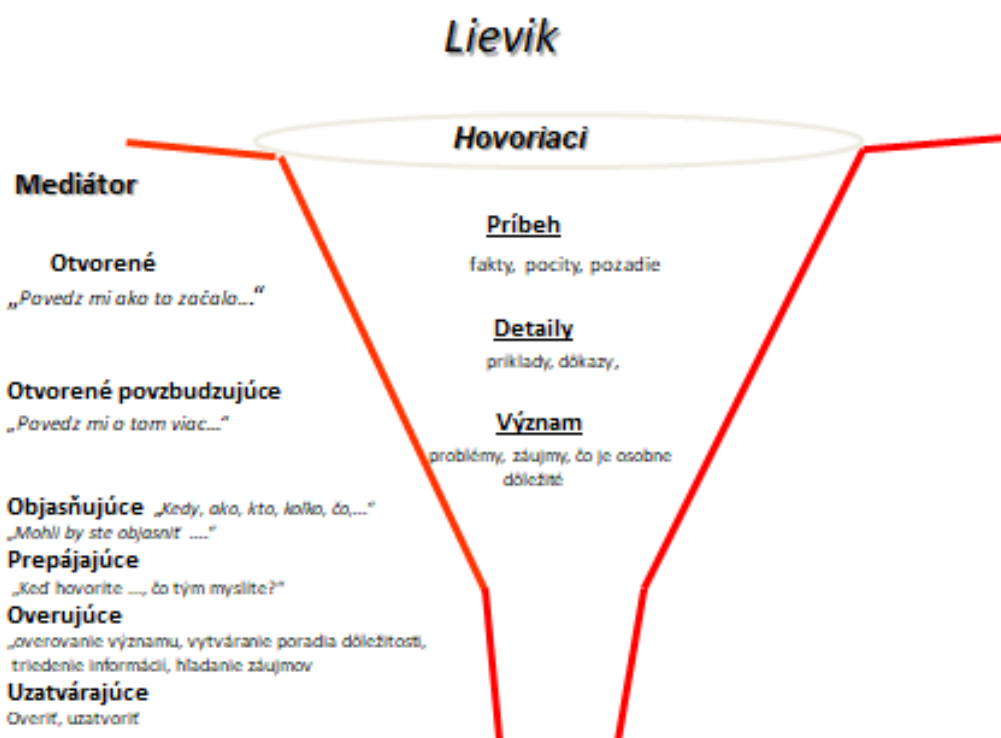 Lievik
Hovoriaci
Mediátor
Príbeh
fakty, pocity, pozadie
Otvorené
„Povedz mi ako to začalo...“
Detaily
príklady, dôkazy,
Otvorené povzbudzujúce
„Povedz mi o tom viac...“
Význam
problémy, záujmy, čo je osobne
dôležité
Objasňujúce „Kedy, ako, kto, koľko, čo,...“
„Mohli by ste objasniť ....“
Prepájajúce
„Keď hovoríte ..., čo tým myslíte?“
Overujúce
„overovanie významu, vytváranie poradia dôležitosti,
triedenie informácií, hľadanie záujmov
Uzatvárajúce
Overiť, uzatvoriť